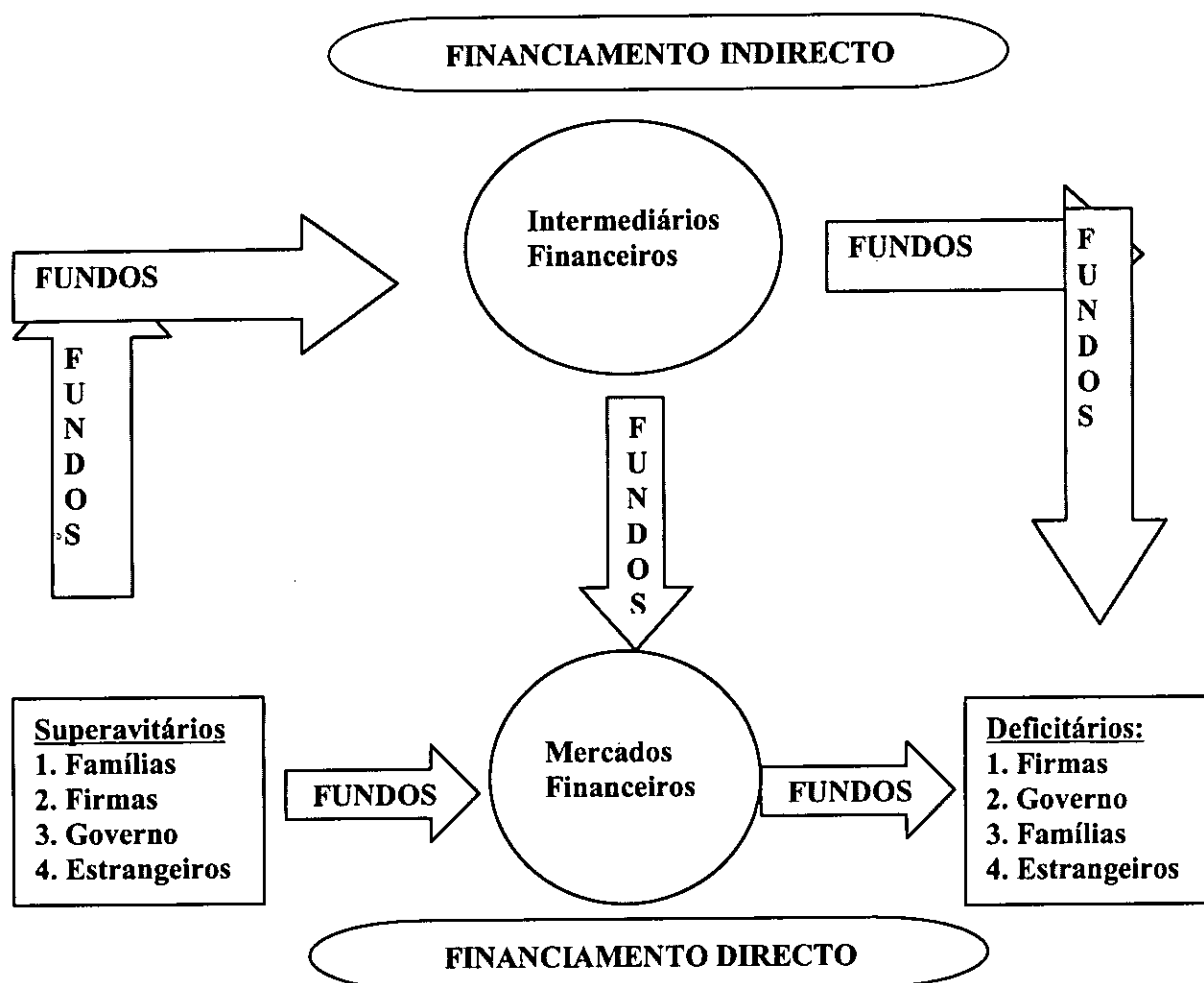 FINANCIAMENTO INDIRECTO
Intermediários
Financeiros
FUNDOS
FUNDOS
F
U
N
D
O
S
F
U
N
D
O
S
F
U
N
D
O
S
Superavitários
1. Famílias
2. Firmas
3. Governo
4. Estrangeiros
FUNDOS
Mercados
Financeiros
FUNDOS
Deficitários:
1. Firmas
2. Governo
3. Famílias
4. Estrangeiros
FINANCIAMENTO DIRECTO